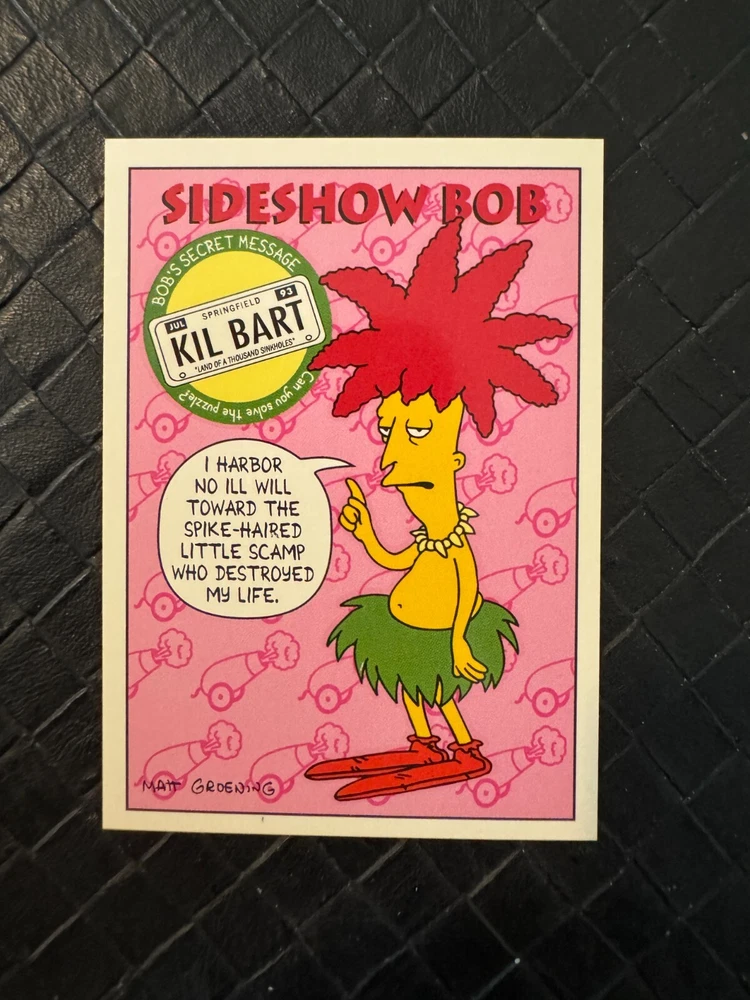 SIDESHOW BOB
BOB'S SECRET MESSAGE
JUL
SPRINGFIELD
93
KIL BART
"LAND OF A THOUSAND SINKHOLES"
Can you solve the puzzle?
I HARBOR
NO ILL WILL
TOWARD THE
SPIKE-HAIRED
LITTLE SCAMP
WHO DESTROYED
MY LIFE.
MATT GROENING